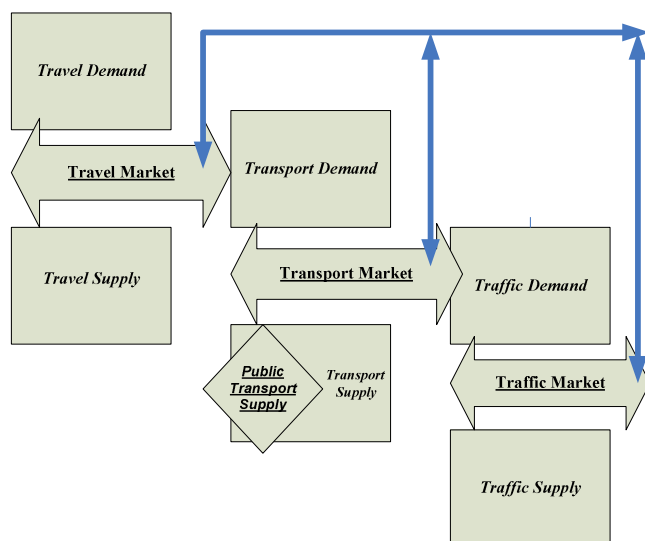 Travel Demand
Travel Market
Transport Demand
Travel Supply
Transport Market
Traffic Demand
Public
Transport
Supply
Transport
Supply
Traffic Market
Traffic Supply